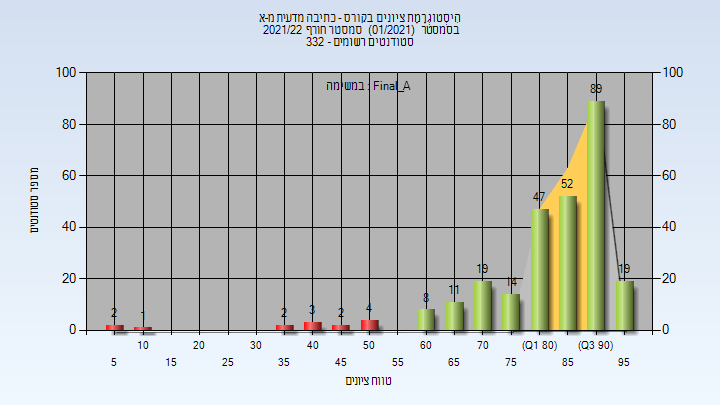 היסטוגרמת ציונים בקורס - כתיבה מדעית מ-א
בסמסטר (01/2021) סמסטר חורף 2021/22
סטודנטים רשומים - 332
במשימה : Final_A
100 100
80 80
60 60
40 40
20 20
0 0
מספר סטודנטים
2 1 2 3 2 4 8 11 19 14 47 52 89 19
10 20 30 40 50 60 70 (Q1 80) (Q3 90)
5 15 25 35 45 55 65 75 85 95
טווח ציונים